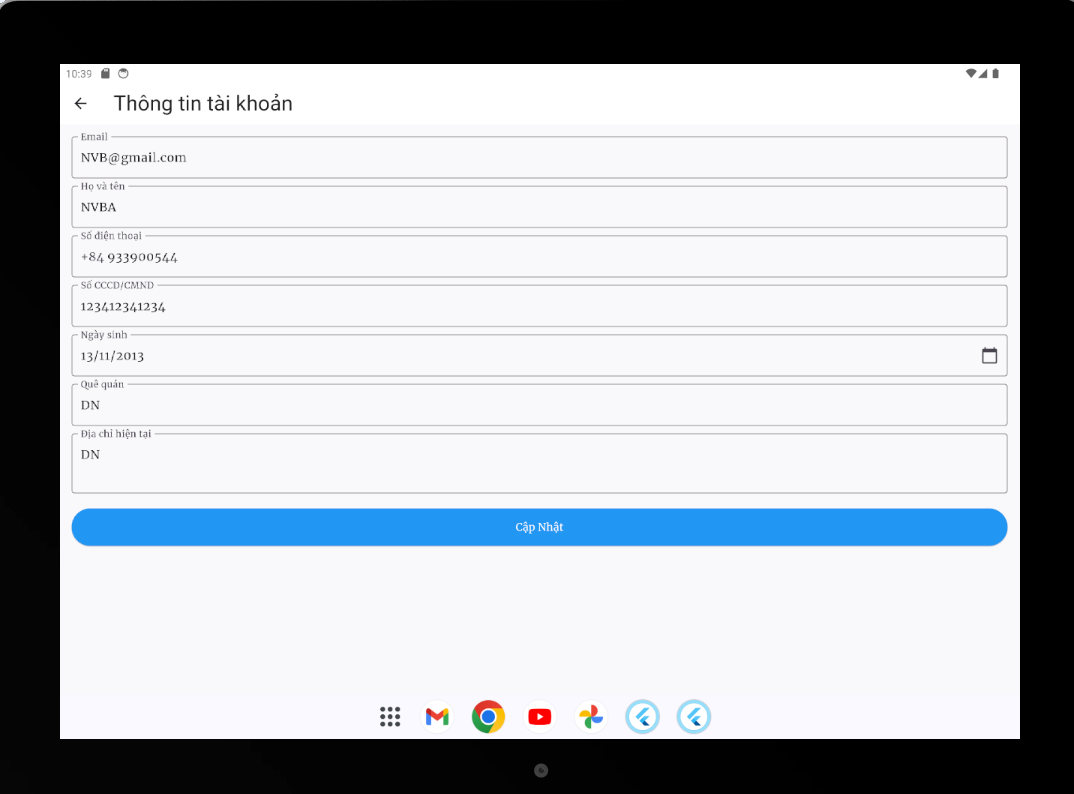 10:39
Thông tin tài khoản
Email
NVB@gmail.com
Họ và tên
NVBA
Số điện thoại
+84 933900544
Số CCCD/CMND
123412341234
Ngày sinh
13/11/2013
Quê quán
DN
Địa chỉ hiện tại
DN
Cập Nhật